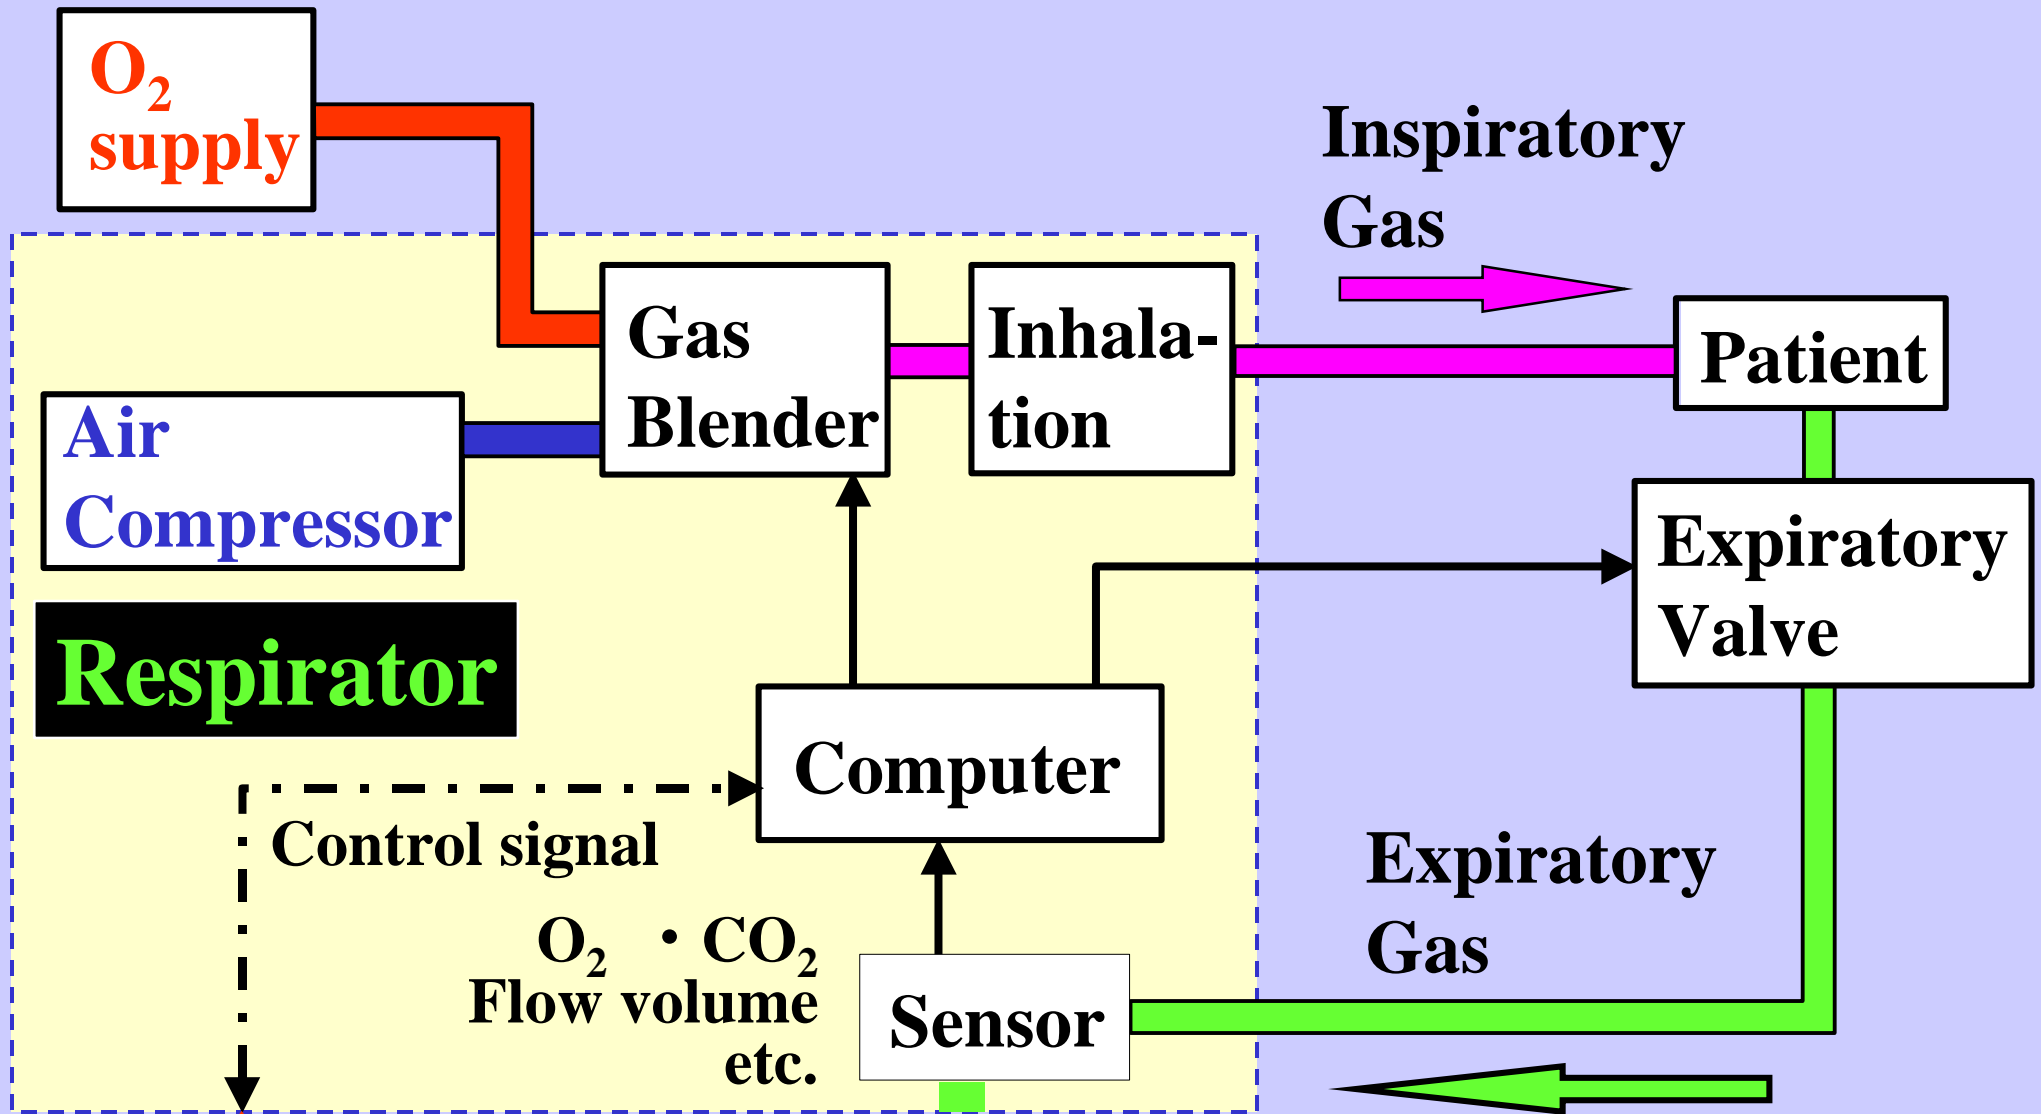 O₂
supply
Inspiratory
Gas
Gas
Blender
Inhala-
tion
Patient
Air
Compressor
Expiratory
Valve
Respirator
Computer
Control signal
Expiratory
Gas
O₂ ・CO₂
Flow volume
etc.
Sensor